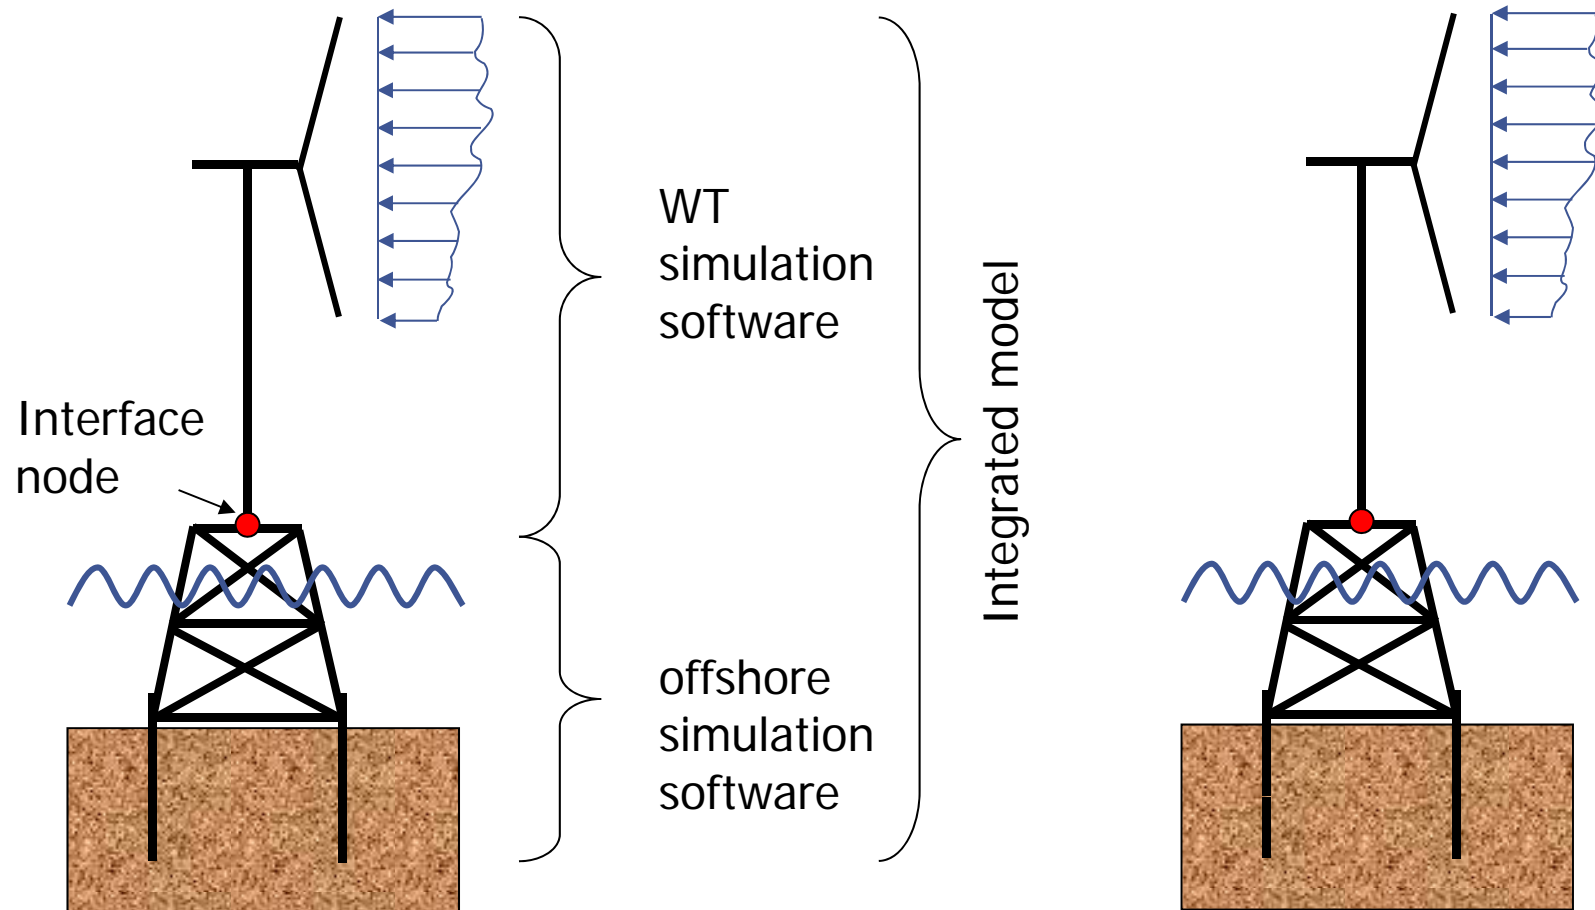 WT
simulation
software
Interface
node
Integrated model
offshore
simulation
software